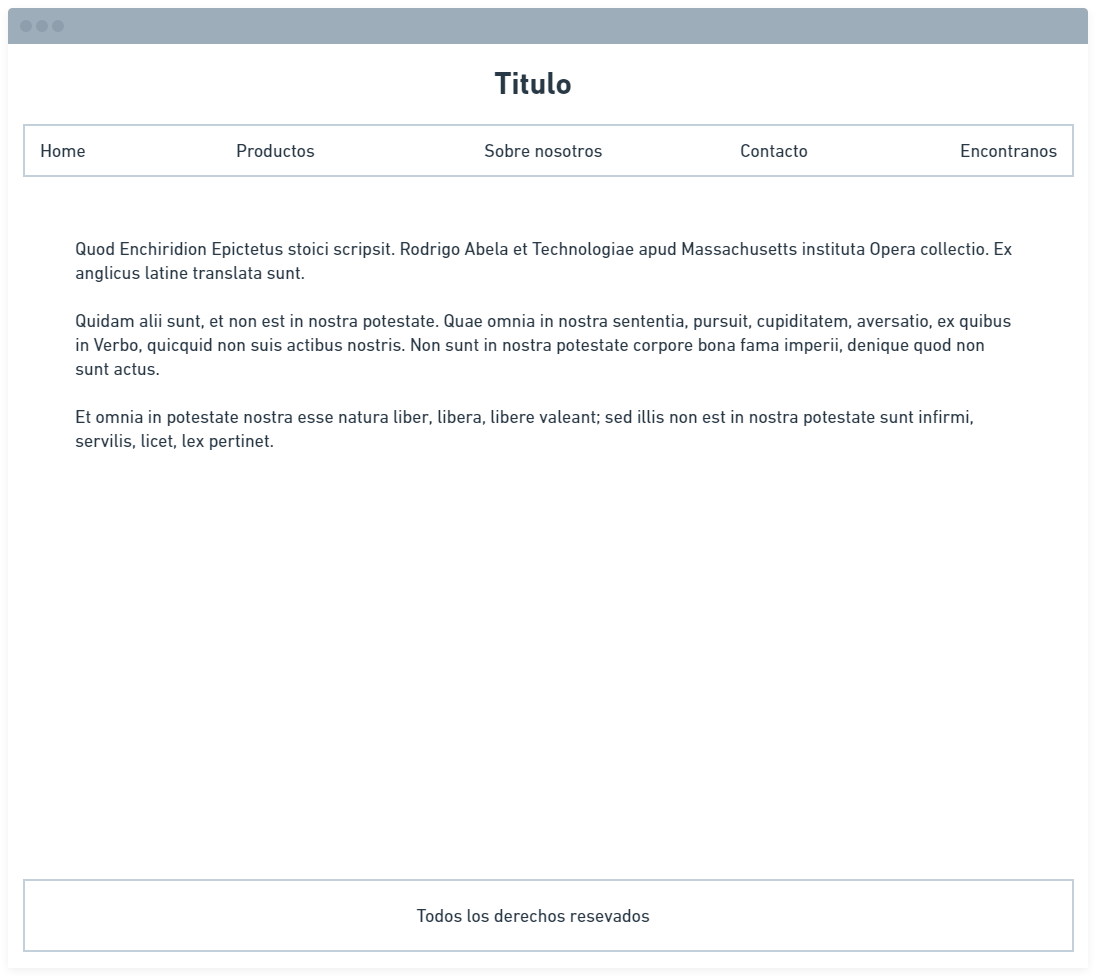 Titulo
Home Productos Sobre nosotros Contacto Encontranos
Quod Enchiridion Epictetus stoici scripsit. Rodrigo Abela et Technologiae apud Massachusetts instituta Opera collectio. Ex
anglicus latine translata sunt.
Quidam alii sunt, et non est in nostra potestate. Quae omnia in nostra sententia, pursuit, cupiditatem, aversatio, ex quibus
in Verbo, quicquid non suis actibus nostris. Non sunt in nostra potestate corpore bona fama imperii, denique quod non
sunt actus.
Et omnia in potestate nostra esse natura liber, libera, libere valeant; sed illis non est in nostra potestate sunt infirmi,
servilis, licet, lex pertinet.
Todos los derechos resevados